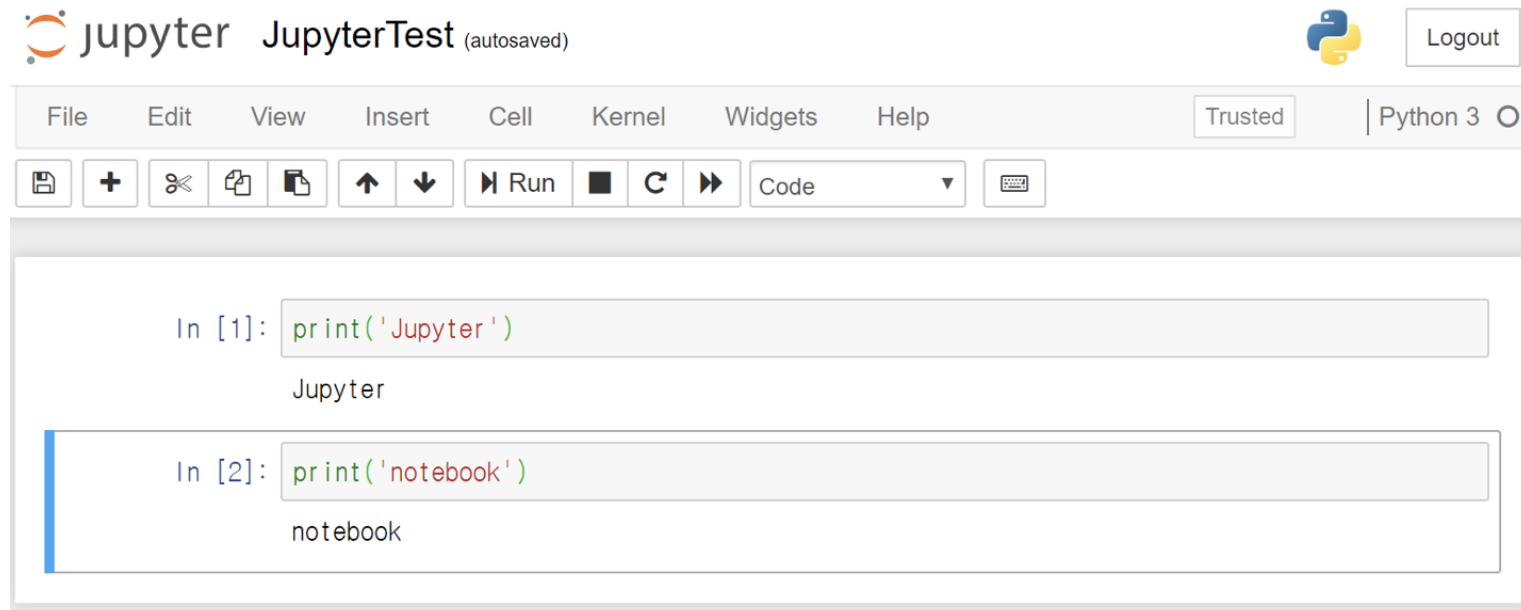 jupyter JupyterTest (autosaved) Logout
File Edit View Insert Cell Kernel Widgets Help Trusted Python 3
Run Code
In [1]: print('Jupyter')
Jupyter
In [2]: print('notebook')
notebook